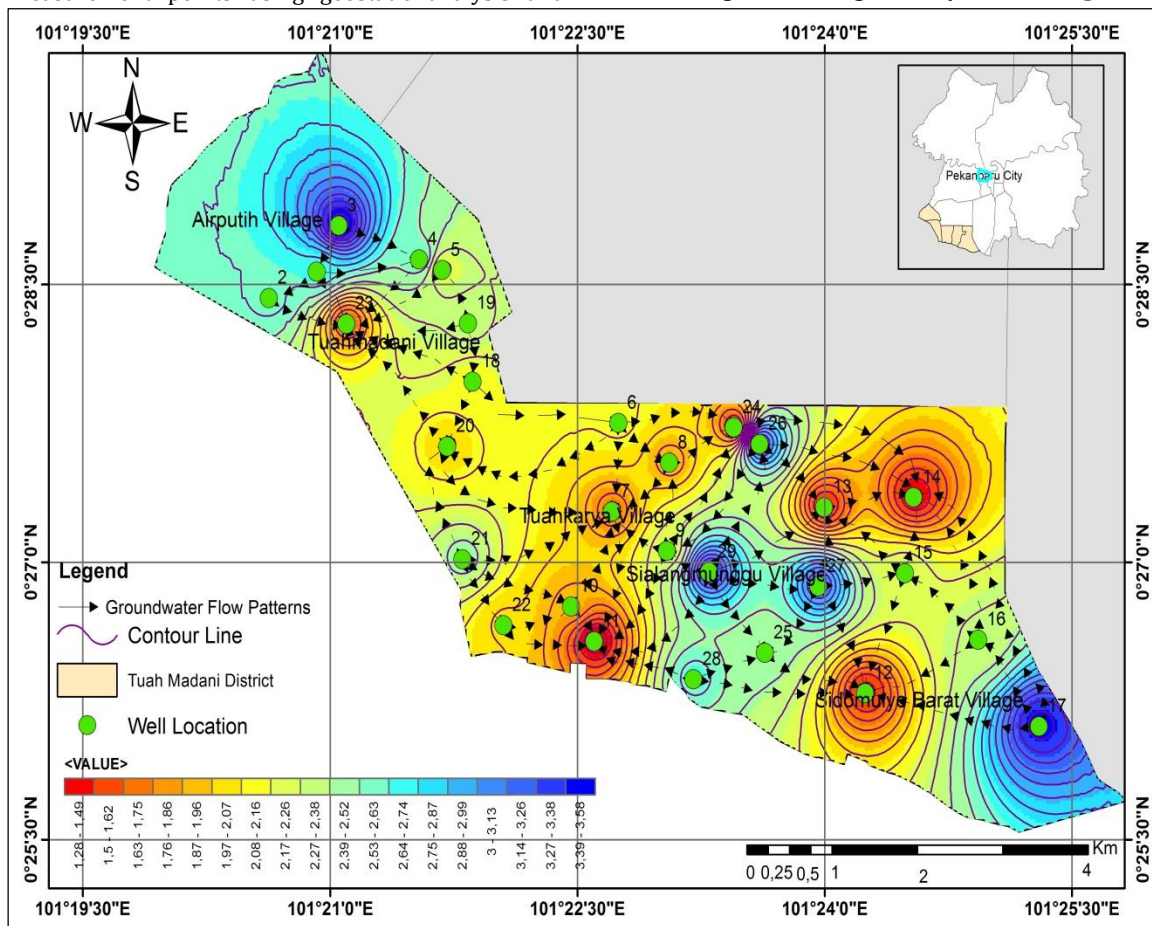 101°19'30"E 101°21'0"E 101°22'30"E 101°24'0"E 101°25'30"E
N
W E
S
Pekanbaru City
Airputih Village
3
4
5
2
0°28'30"N 0°28'30"N
23
19
Tuahmadani Village
18
6
24
26
20
8
14
13
7
Tuahkarya Village
9
21
15
29
Sialangmunggu Village
27
0°27'0"N 0°27'0"N
Legend
Groundwater Flow Patterns
Contour Line
Tuah Madani District
Well Location
22
16
25
28
12
Sidomulyo Barat Village
17
<VALUE>
1,28 - 1,49
1,5 - 1,62
1,63 - 1,75
1,76 - 1,86
1,87 - 1,96
1,97 - 2,07
2,08 - 2,16
2,17 - 2,26
2,27 - 2,38
2,39 - 2,52
2,53 - 2,63
2,64 - 2,74
2,75 - 2,87
2,88 - 2,99
3 - 3,13
3,14 - 3,26
3,27 - 3,38
3,39 - 3,58
Km
0 0,25 0,5 1 2 4
0°25'30"N 0°25'30"N
101°19'30"E 101°21'0"E 101°22'30"E 101°24'0"E 101°25'30"E